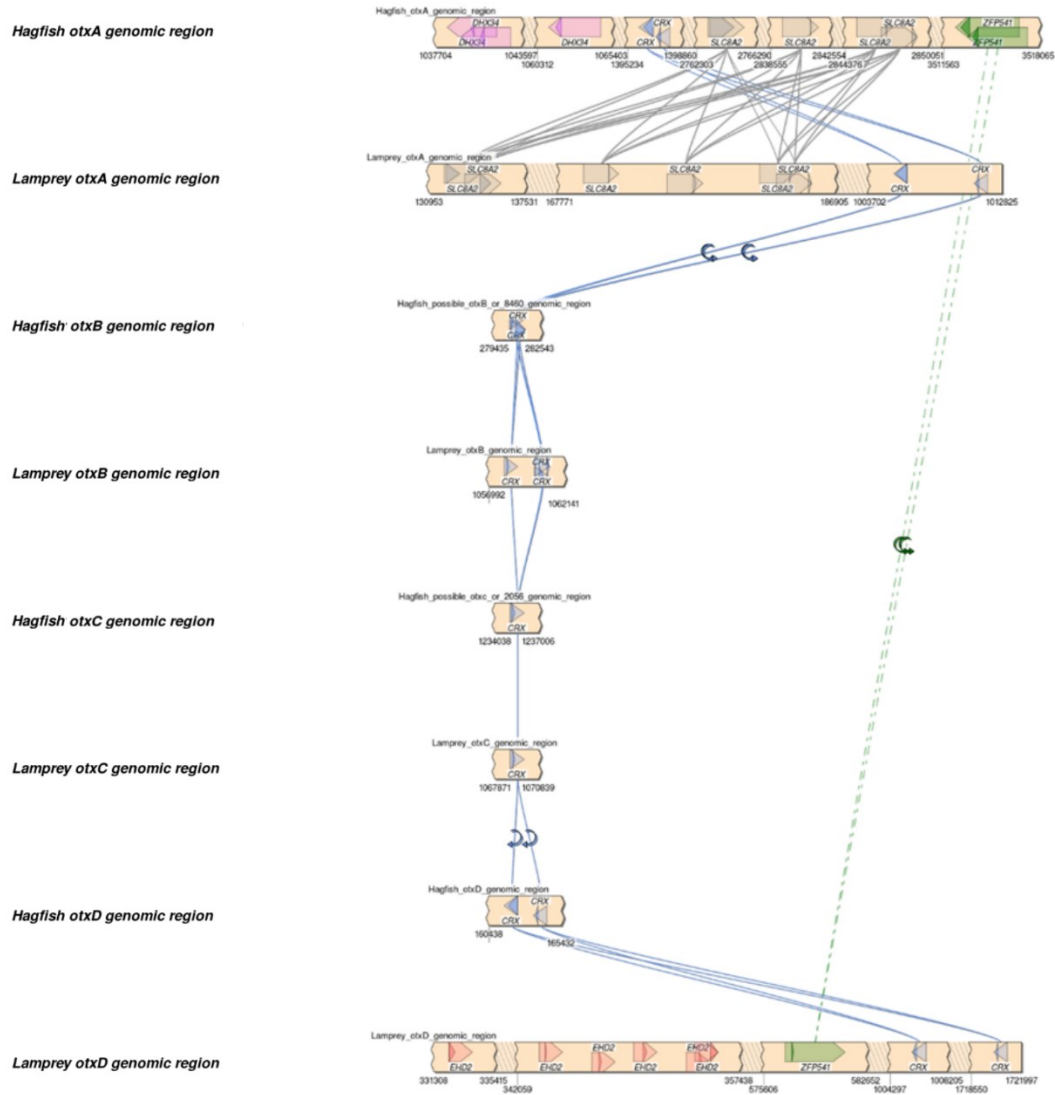 Hagfish_otxA_genomic_region
Hagfish otxA genomic region
DHX34 CRX SLC8A2 ZFP541
DHX34 DHX34 CRX SLC8A2 SLC8A2 SLC8A2 ZFP541
1037704 1043597 1065403 1398860 2766290 2842554 2850051 3518065
1060312 1395234 2762303 2838555 2844376 3511563
Lamprey_otxA_genomic_region
Lamprey otxA genomic region
SLC8A2 SLC8A2 CRX
SLC8A2 SLC8A2 SLC8A2 CRX
130953 137531 167771 186905 1003702 1012825
Hagfish_possible_otxB_or_8460_genomic_region
Hagfish otxB genomic region
CRX
CRX
279435 282543
Lamprey_otxB_genomic_region
Lamprey otxB genomic region
CRX
CRX CRX
1056992
1062141
Hagfish_possible_otxc_or_2056_genomic_region
Hagfish otxC genomic region
CRX
1234038 1237006
Lamprey_otxC_genomic_region
Lamprey otxC genomic region
CRX
1067871 1070839
Hagfish_otxD_genomic_region
Hagfish otxD genomic region
CRX
CRX
160438
165432
Lamprey_otxD_genomic_region
Lamprey otxD genomic region
EHD2 EHD2
EHD2 EHD2 EHD2 EHD2 ZFP541 CRX CRX
331306 335415 357438 582652 1006205 1721997
342059 575606 1004297 1718550